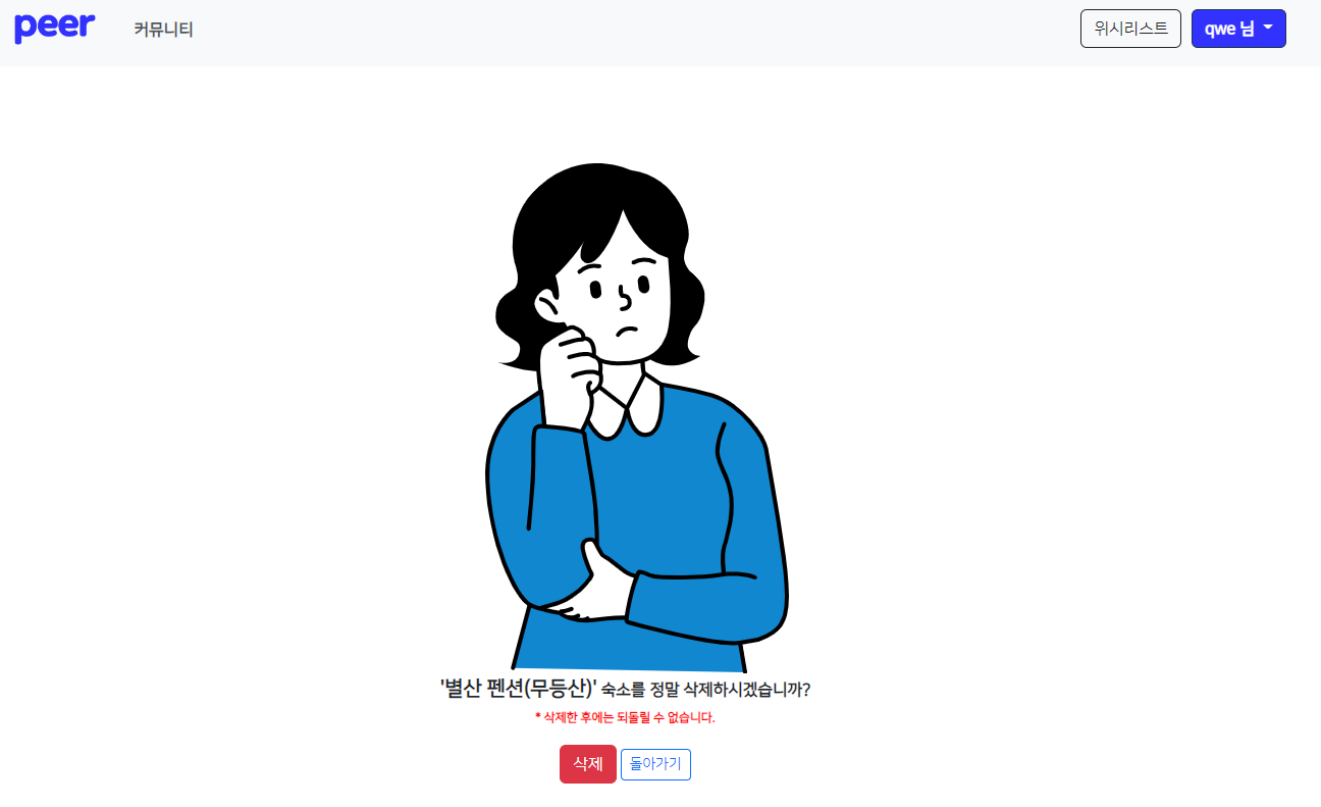 peer 커뮤니티 위시리스트 qwe 님
'별산 펜션(무등산)' 숙소를 정말 삭제하시겠습니까?
* 삭제한 후에는 되돌릴 수 없습니다.
삭제 돌아가기